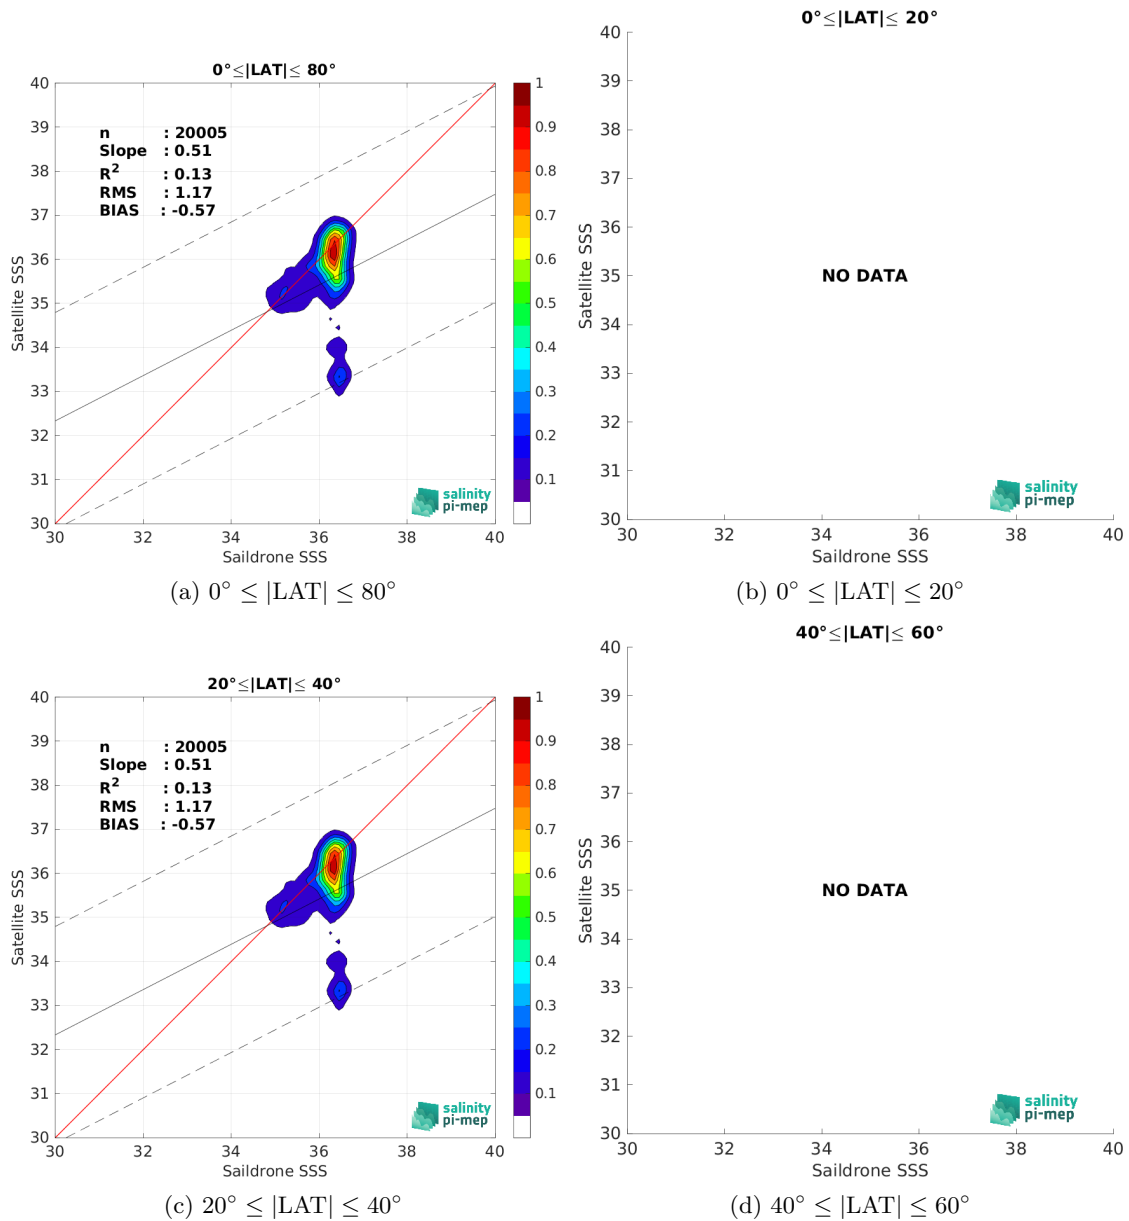 0°≤|LAT|≤ 80°
40
39
38
37
36
35
34
33
32
31
30
30
32
34
36
38
40
Satellite SSS
Saildrone SSS
n : 20005
Slope : 0.51
R² : 0.13
RMS : 1.17
BIAS : -0.57
1
0.9
0.8
0.7
0.6
0.5
0.4
0.3
0.2
0.1
salinity
pi-mep
(a) 0° ≤ |LAT| ≤ 80°
0°≤|LAT|≤ 20°
40
39
38
37
36
35
34
33
32
31
30
30
32
34
36
38
40
Satellite SSS
Saildrone SSS
NO DATA
salinity
pi-mep
(b) 0° ≤ |LAT| ≤ 20°
20°≤|LAT|≤ 40°
40
39
38
37
36
35
34
33
32
31
30
30
32
34
36
38
40
Satellite SSS
Saildrone SSS
n : 20005
Slope : 0.51
R² : 0.13
RMS : 1.17
BIAS : -0.57
1
0.9
0.8
0.7
0.6
0.5
0.4
0.3
0.2
0.1
salinity
pi-mep
(c) 20° ≤ |LAT| ≤ 40°
40°≤|LAT|≤ 60°
40
39
38
37
36
35
34
33
32
31
30
30
32
34
36
38
40
Satellite SSS
Saildrone SSS
NO DATA
salinity
pi-mep
(d) 40° ≤ |LAT| ≤ 60°